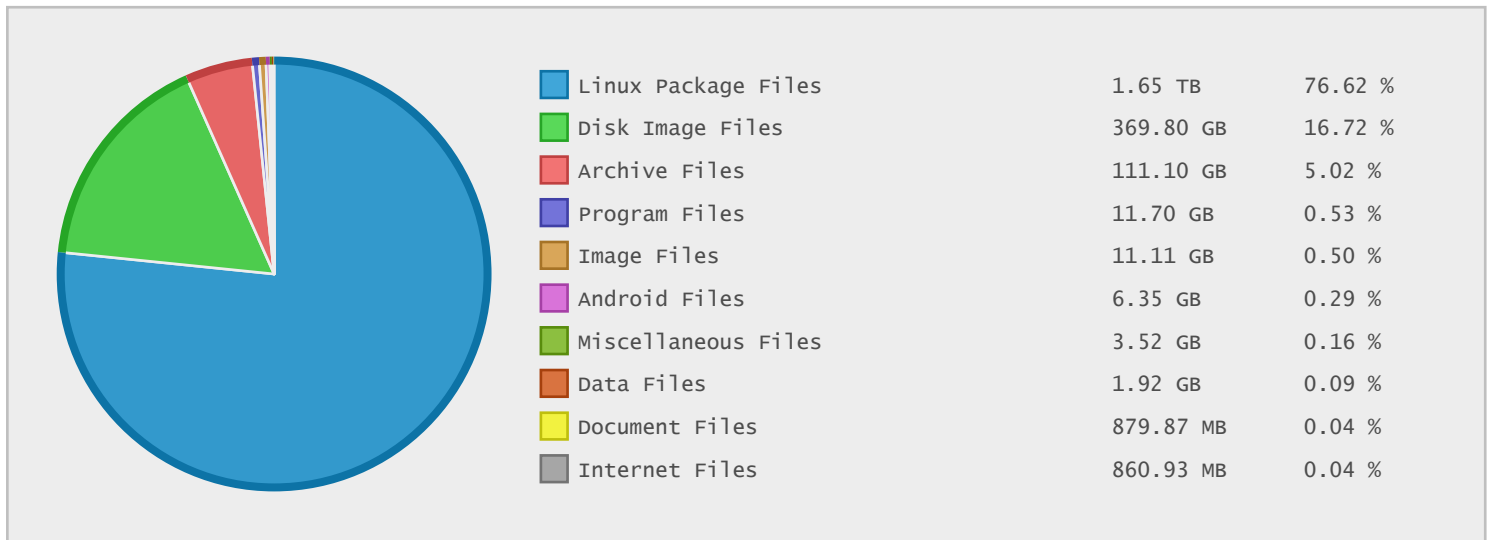 Linux Package Files 1.65 TB 76.62 %
Disk Image Files 369.80 GB 16.72 %
Archive Files 111.10 GB 5.02 %
Program Files 11.70 GB 0.53 %
Image Files 11.11 GB 0.50 %
Android Files 6.35 GB 0.29 %
Miscellaneous Files 3.52 GB 0.16 %
Data Files 1.92 GB 0.09 %
Document Files 879.87 MB 0.04 %
Internet Files 860.93 MB 0.04 %